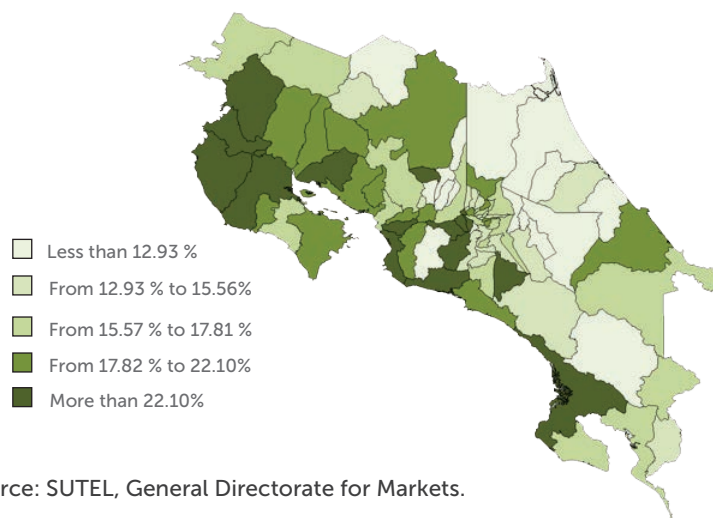 Less than 12.93 %
From 12.93 % to 15.56%
From 15.57 % to 17.81 %
From 17.82 % to 22.10%
More than 22.10%
rce: SUTEL, General Directorate for Markets.